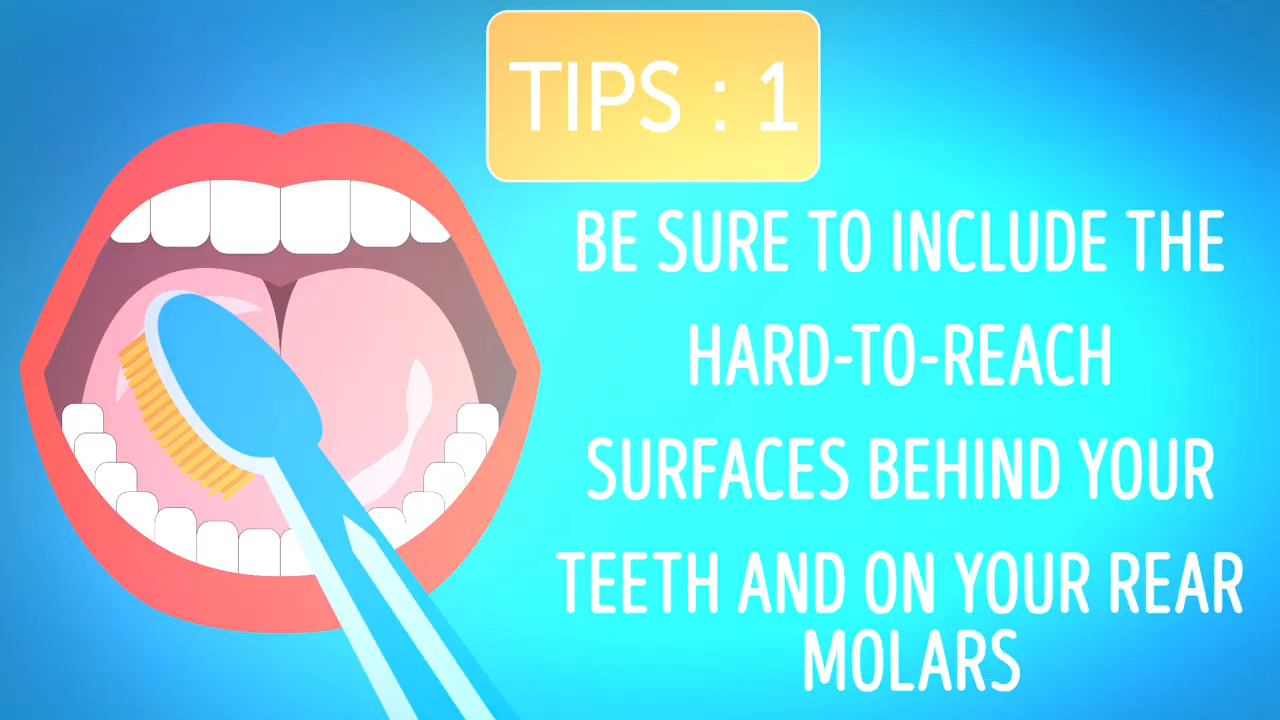 TIPS : 1
BE SURE TO INCLUDE THE
HARD-TO-REACH
SURFACES BEHIND YOUR
TEETH AND ON YOUR REAR
MOLARS